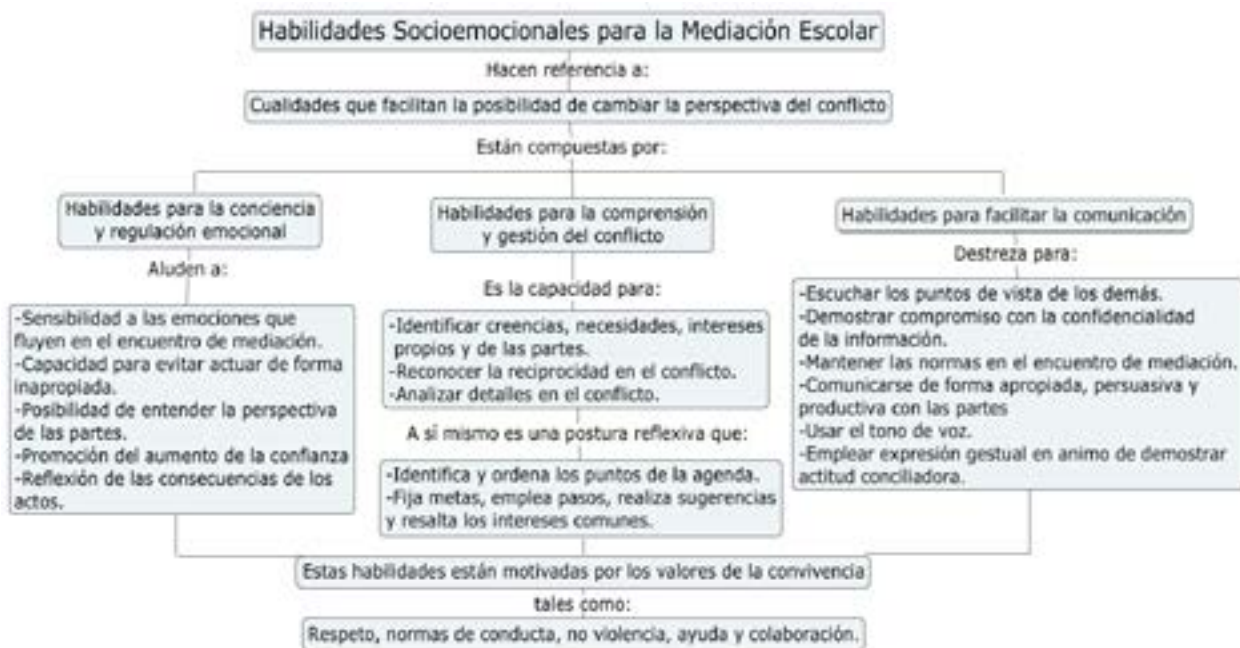 Habilidades Socioemocionales para la Mediación Escolar
Hacen referencia a:
Cualidades que facilitan la posibilidad de cambiar la perspectiva del conflicto
Están compuestas por:
Habilidades para la conciencia
y regulación emocional
Aluden a:
-Sensibilidad a las emociones que
fluyen en el encuentro de mediación.
-Capacidad para evitar actuar de forma
inapropiada.
-Posibilidad de entender la perspectiva
de las partes.
-Promoción del aumento de la confianza
-Reflexión de las consecuencias de los
actos.
Habilidades para la comprensión
y gestión del conflicto
Es la capacidad para:
-Identificar creencias, necesidades, intereses
propios y de las partes.
-Reconocer la reciprocidad en el conflicto.
-Analizar detalles en el conflicto.
A sí mismo es una postura reflexiva que:
-Identifica y ordena los puntos de la agenda.
-Fija metas, emplea pasos, realiza sugerencias
y resalta los intereses comunes.
Habilidades para facilitar la comunicación
Destreza para:
-Escuchar los puntos de vista de los demás.
-Demostrar compromiso con la confidencialidad
de la información.
-Mantener las normas en el encuentro de mediación.
-Comunicarse de forma apropiada, persuasiva y
productiva con las partes
-Usar el tono de voz.
-Emplear expresión gestual en animo de demostrar
actitud conciliadora.
Estas habilidades están motivadas por los valores de la convivencia
tales como:
Respeto, normas de conducta, no violencia, ayuda y colaboración.